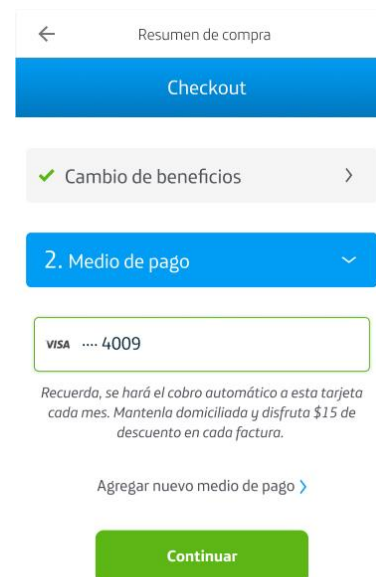 Resumen de compra
Checkout
Cambio de beneficios
2. Medio de pago
VISA .... 4009
Recuerda, se hará el cobro automático a esta tarjeta
cada mes. Mantenla domiciliada y disfruta $15 de
descuento en cada factura.
Agregar nuevo medio de pago
Continuar